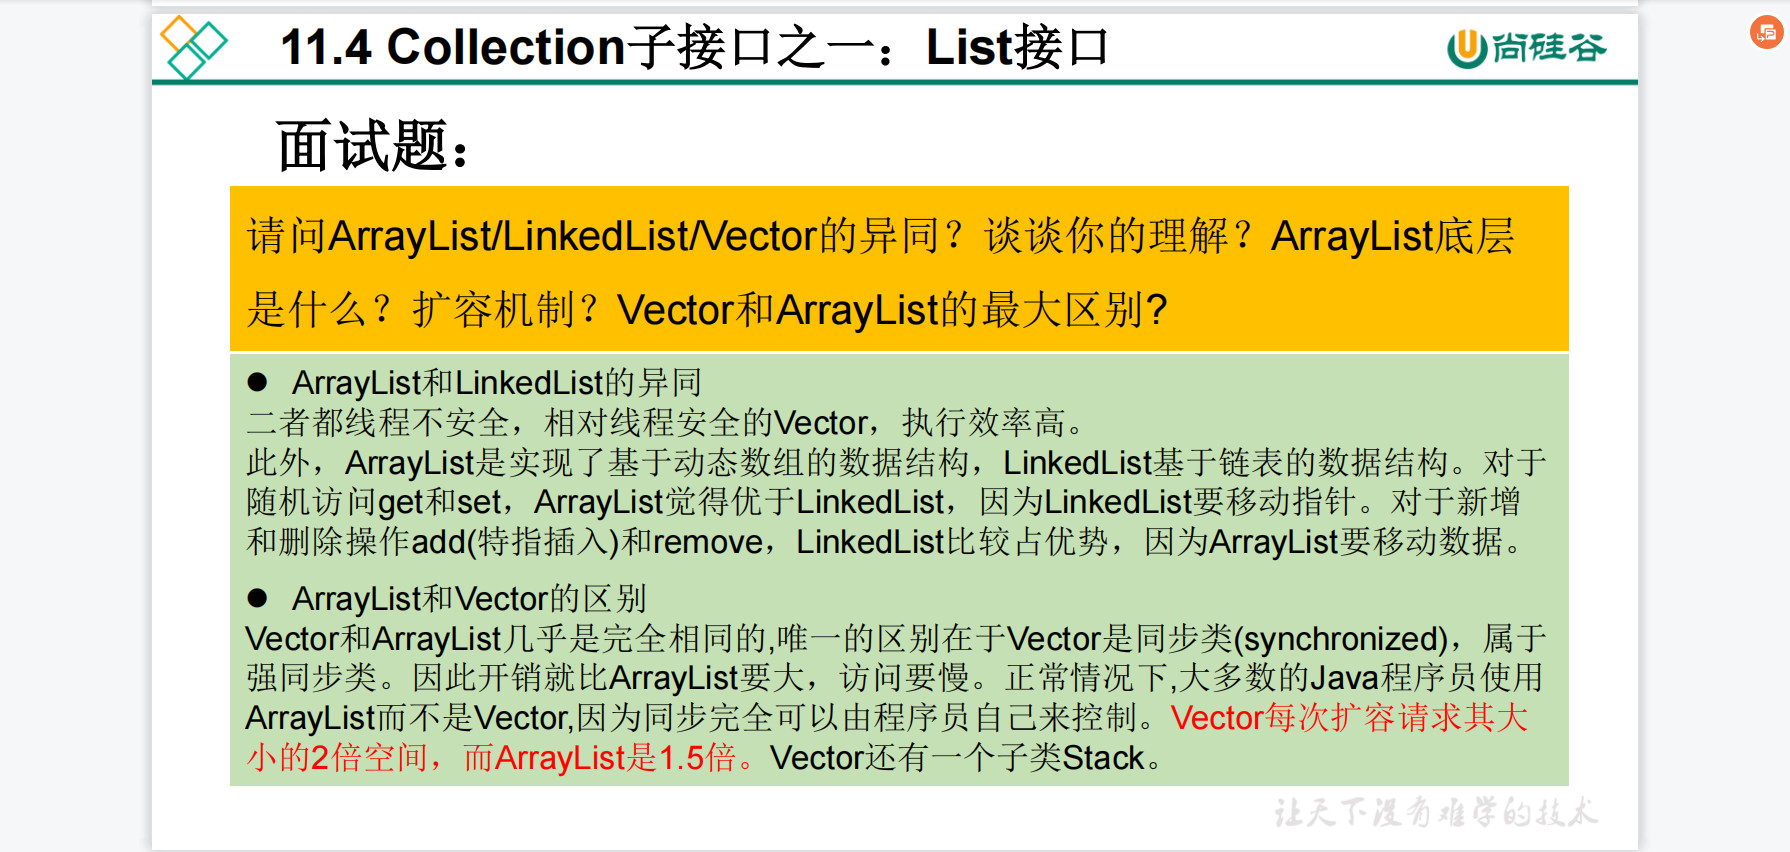 11.4 Collection子接口之一：List接口
尚硅谷
面试题：
请问ArrayList/LinkedList/Vector的异同？谈谈你的理解？ArrayList底层
是什么？扩容机制？Vector和ArrayList的最大区别?
● ArrayList和LinkedList的异同
二者都线程不安全，相对线程安全的Vector，执行效率高。
此外，ArrayList是实现了基于动态数组的数据结构，LinkedList基于链表的数据结构。对于
随机访问get和set，ArrayList觉得优于LinkedList，因为LinkedList要移动指针。对于新增
和删除操作add(特指插入)和remove，LinkedList比较占优势，因为ArrayList要移动数据。
● ArrayList和Vector的区别
Vector和ArrayList几乎是完全相同的,唯一的区别在于Vector是同步类(synchronized)，属于
强同步类。因此开销就比ArrayList要大，访问要慢。正常情况下,大多数的Java程序员使用
ArrayList而不是Vector,因为同步完全可以由程序员自己来控制。Vector每次扩容请求其大
小的2倍空间，而ArrayList是1.5倍。Vector还有一个子类Stack。
让天下没有难学的技术